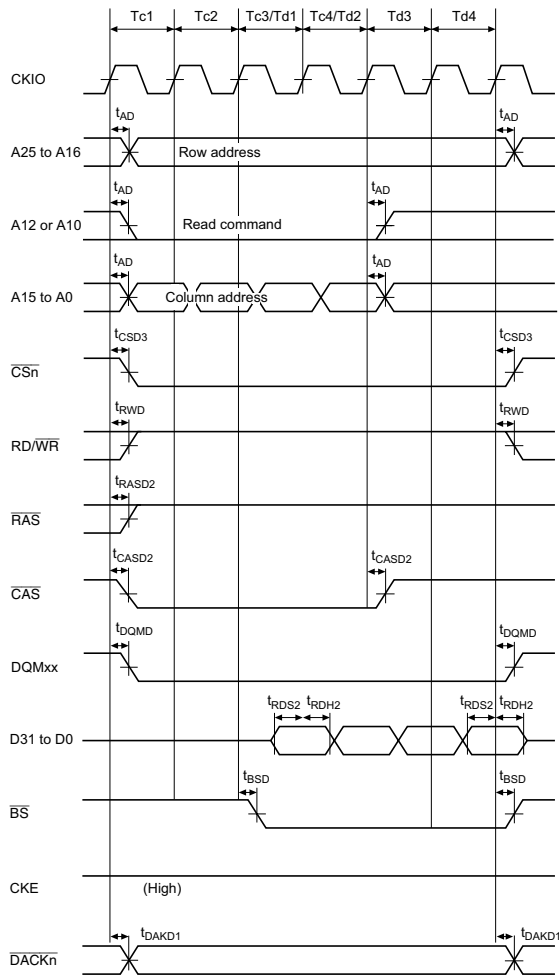 Tc1 Tc2 Tc3/Td1 Tc4/Td2 Td3 Td4
CKIO
tAD tAD
A25 to A16 Row address
tAD tAD
A12 or A10 Read command
tAD tAD
A15 to A0 Column address
tCSD3 tCSD3
CSn
tRWD tRWD
RD/WR
tRASD2
RAS
tCASD2 tCASD2
CAS
tDQMD tDQMD
DQMxx
tRDS2 tRDH2 tRDS2 tRDH2
D31 to D0
tBSD tBSD
BS
CKE (High)
tDAKD1 tDAKD1
DACKn